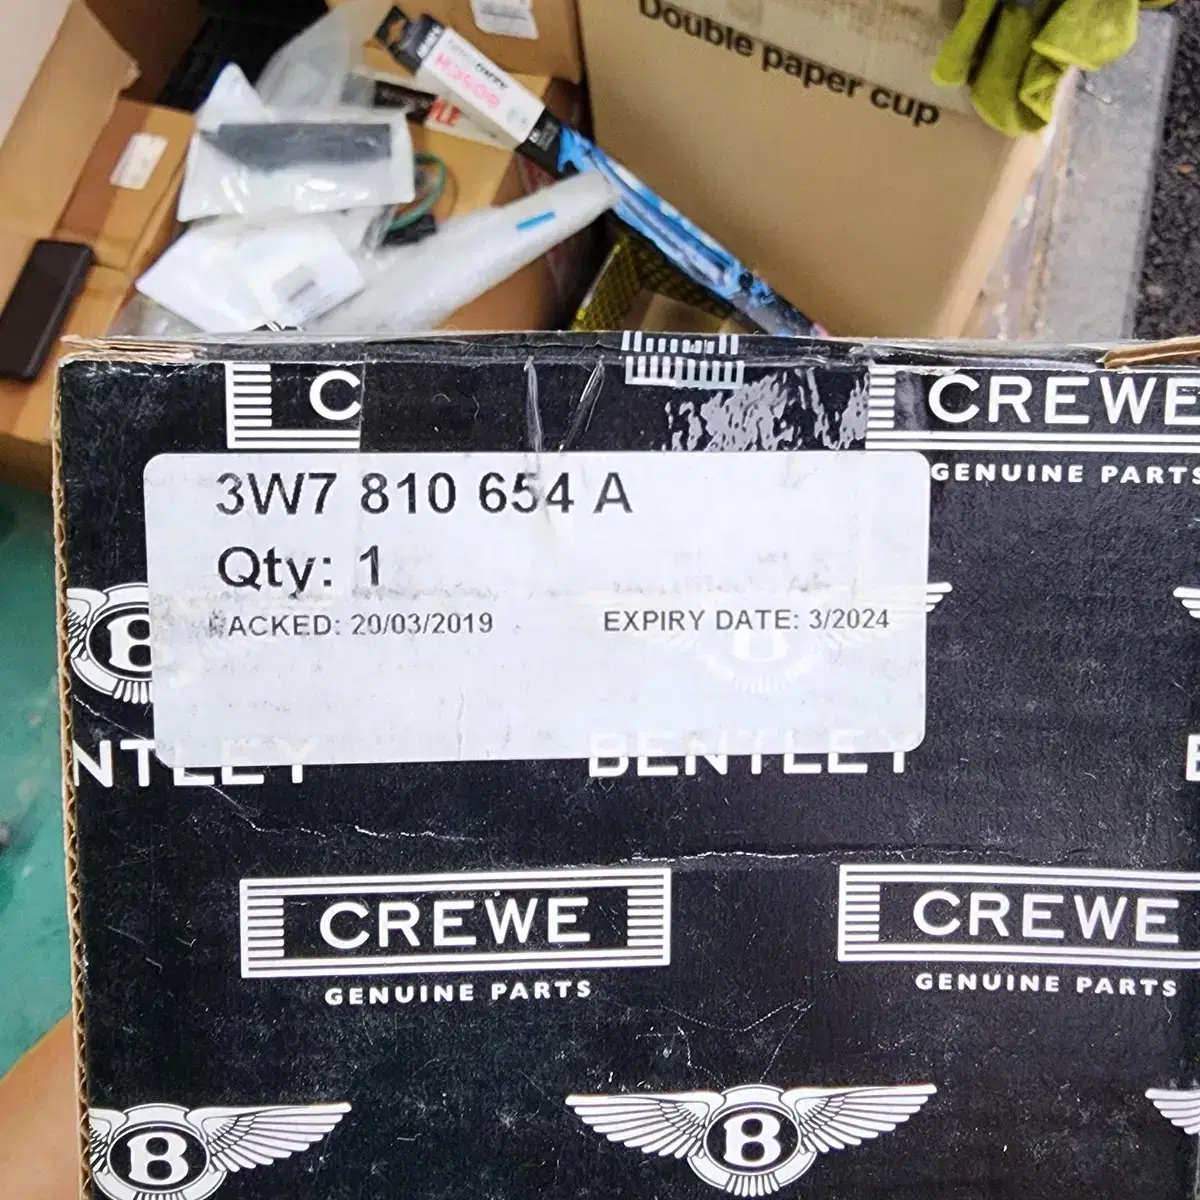 Double paper cup
BOSCH
C
CREWE
GENUINE PARTS
3W7 810 654 A
Qty: 1
ACKED: 20/03/2019
EXPIRY DATE: 3/2024
B
B
NTLEY
BENTLEY
CREWE
GENUINE PARTS
CREWE
GENUINE PARTS
B
B